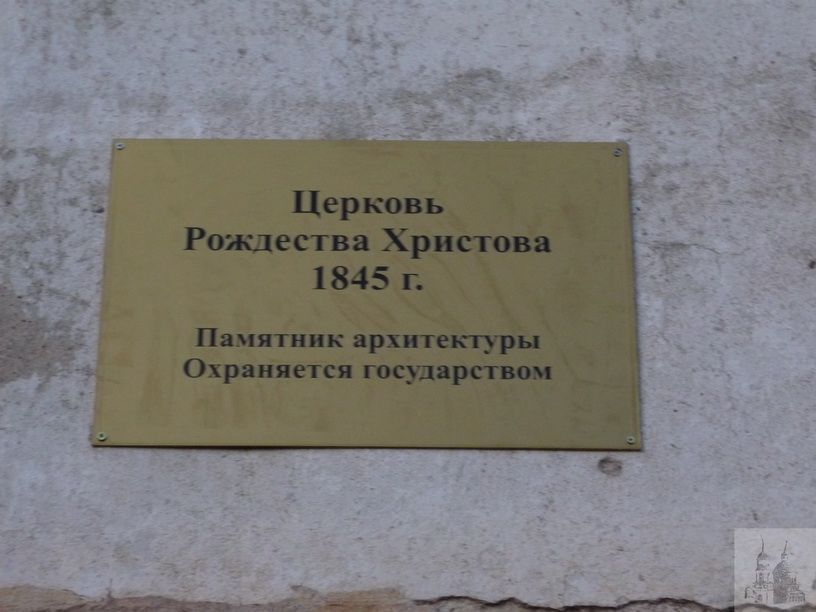 Церковь
Рождества Христова
1845 г.
Памятник архитектуры
Охраняется государством